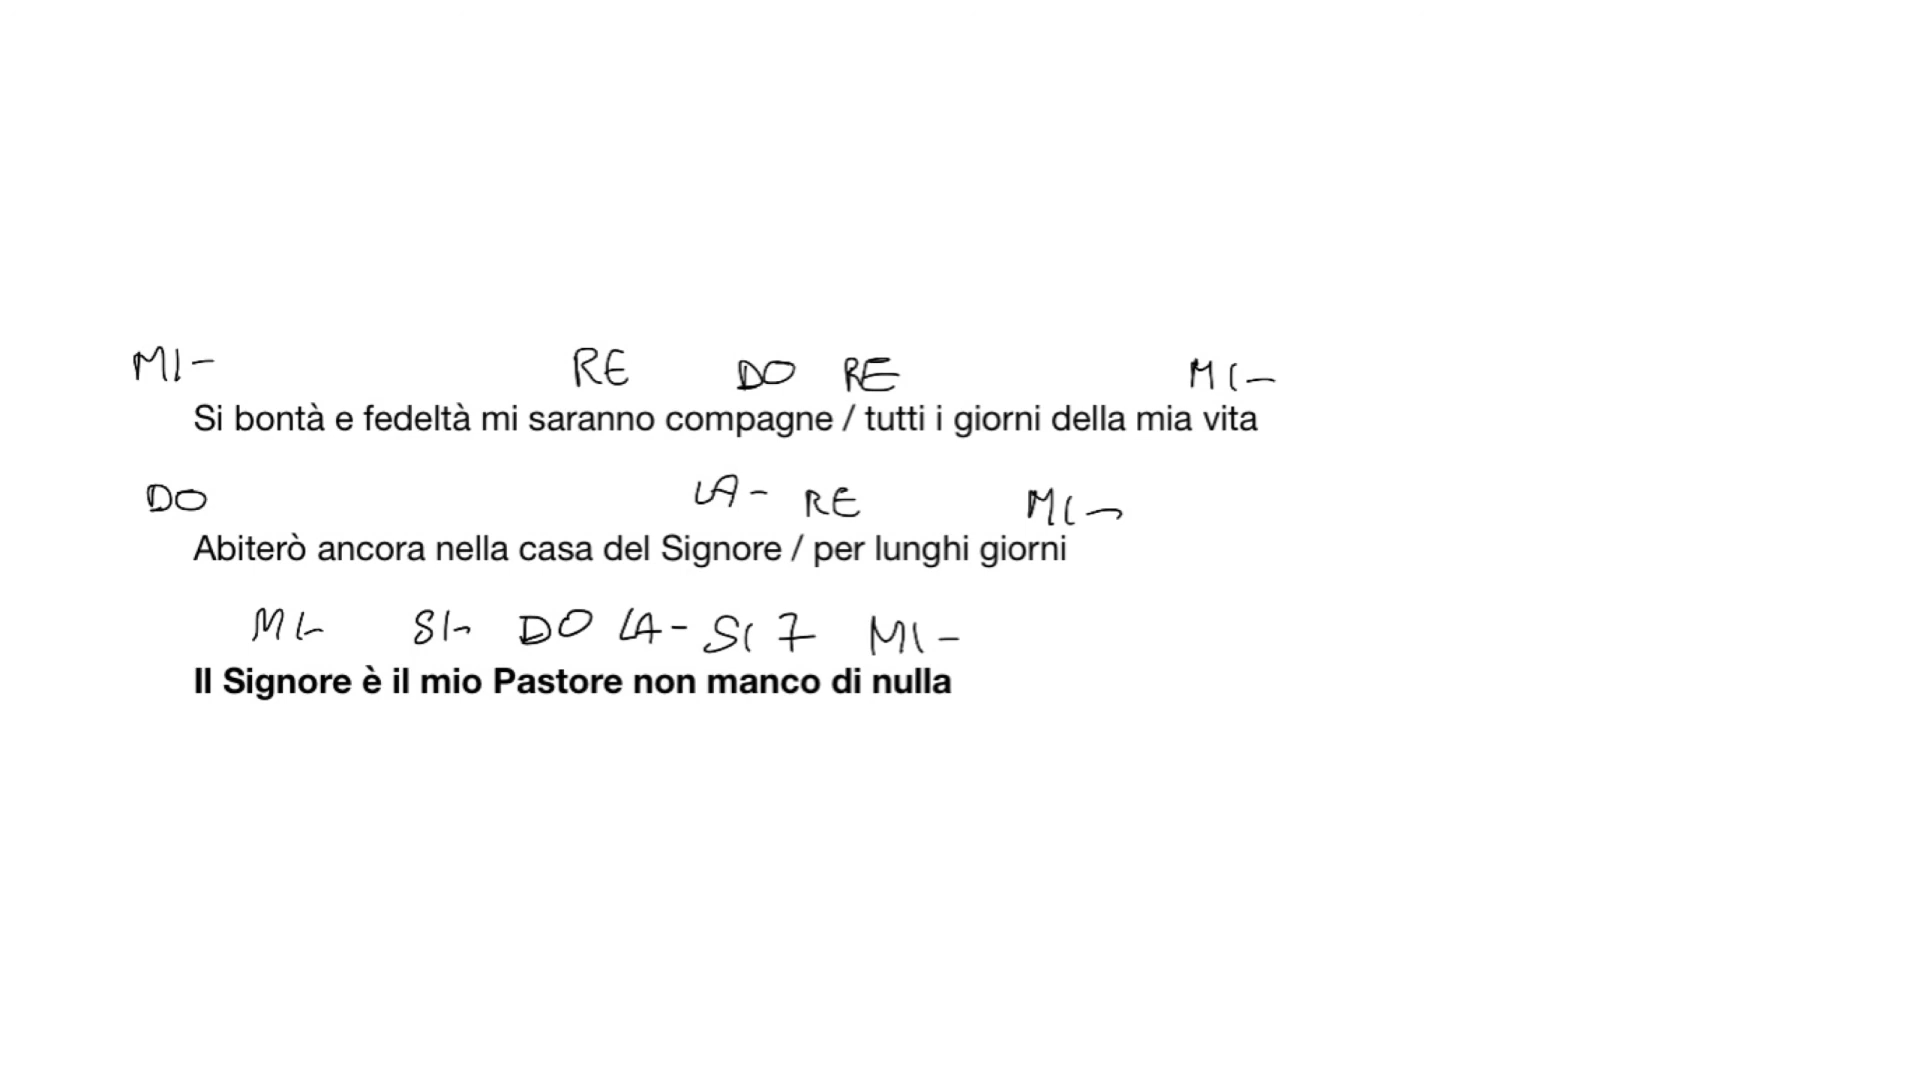 MI- RE DO RE MI-
Si bontà e fedeltà mi saranno compagne / tutti i giorni della mia vita
DO LA- RE MI-
Abiterò ancora nella casa del Signore / per lunghi giorni
MI- SI- DO LA- SI 7 MI-
Il Signore è il mio Pastore non manco di nulla